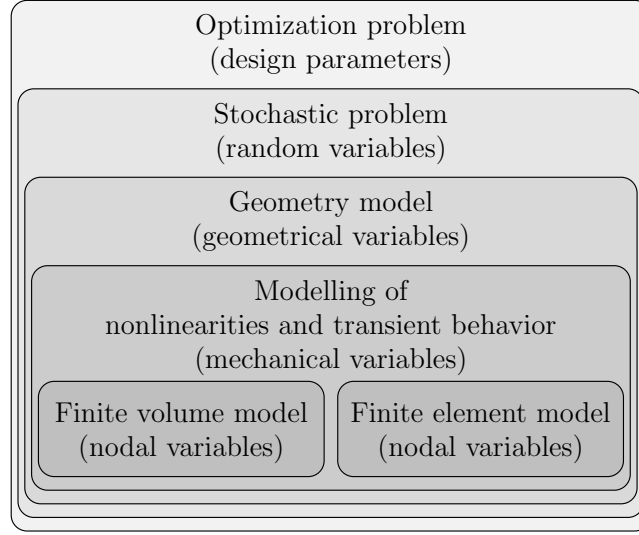 Optimization problem
(design parameters)
Stochastic problem
(random variables)
Geometry model
(geometrical variables)
Modelling of
nonlinearities and transient behavior
(mechanical variables)
Finite volume model
(nodal variables)
Finite element model
(nodal variables)